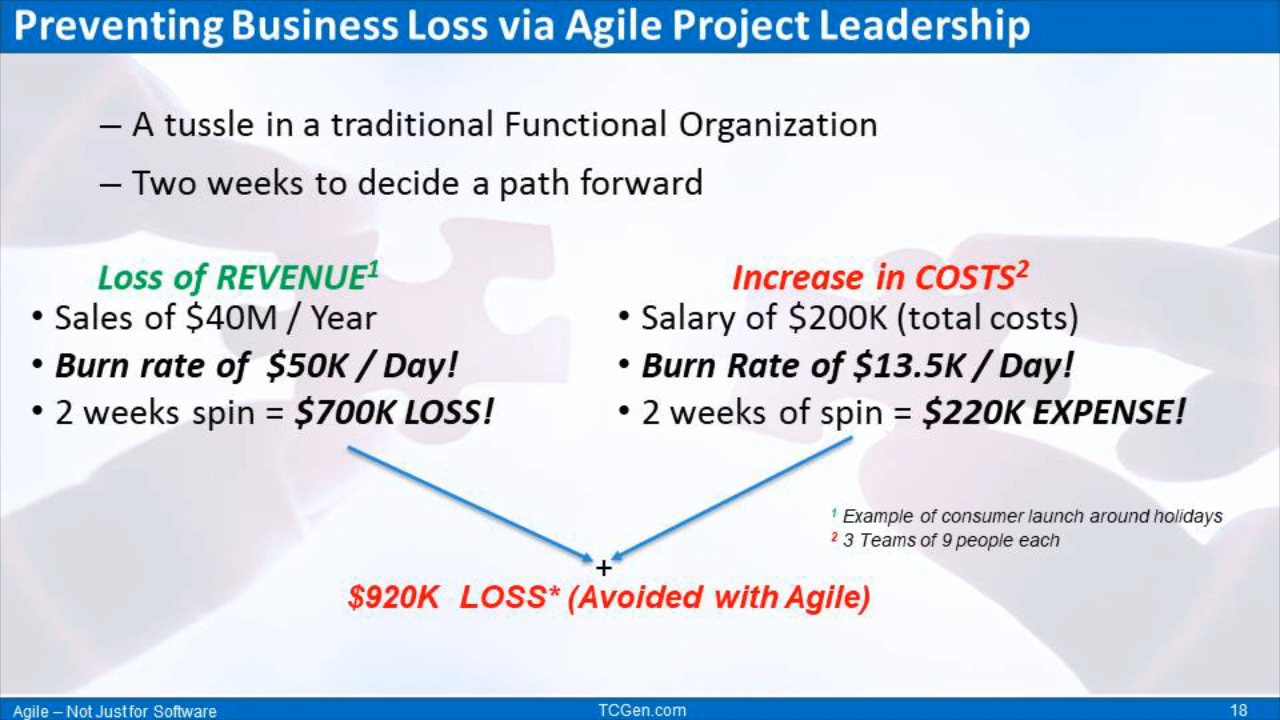 Preventing Business Loss via Agile Project Leadership
– A tussle in a traditional Functional Organization
– Two weeks to decide a path forward
Loss of REVENUE¹
• Sales of $40M / Year
• Burn rate of $50K / Day!
• 2 weeks spin = $700K LOSS!
Increase in COSTS²
• Salary of $200K (total costs)
• Burn Rate of $13.5K / Day!
• 2 weeks of spin = $220K EXPENSE!
¹ Example of consumer launch around holidays
² 3 Teams of 9 people each
+
$920K LOSS* (Avoided with Agile)
Agile – Not Just for Software
TCGen.com
18